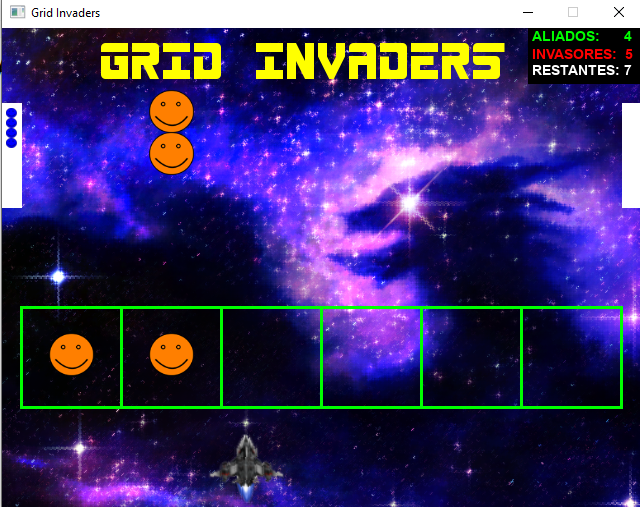 Grid Invaders
GRID INVADERS
ALIADOS: 4
INVASORES: 5
RESTANTES: 7